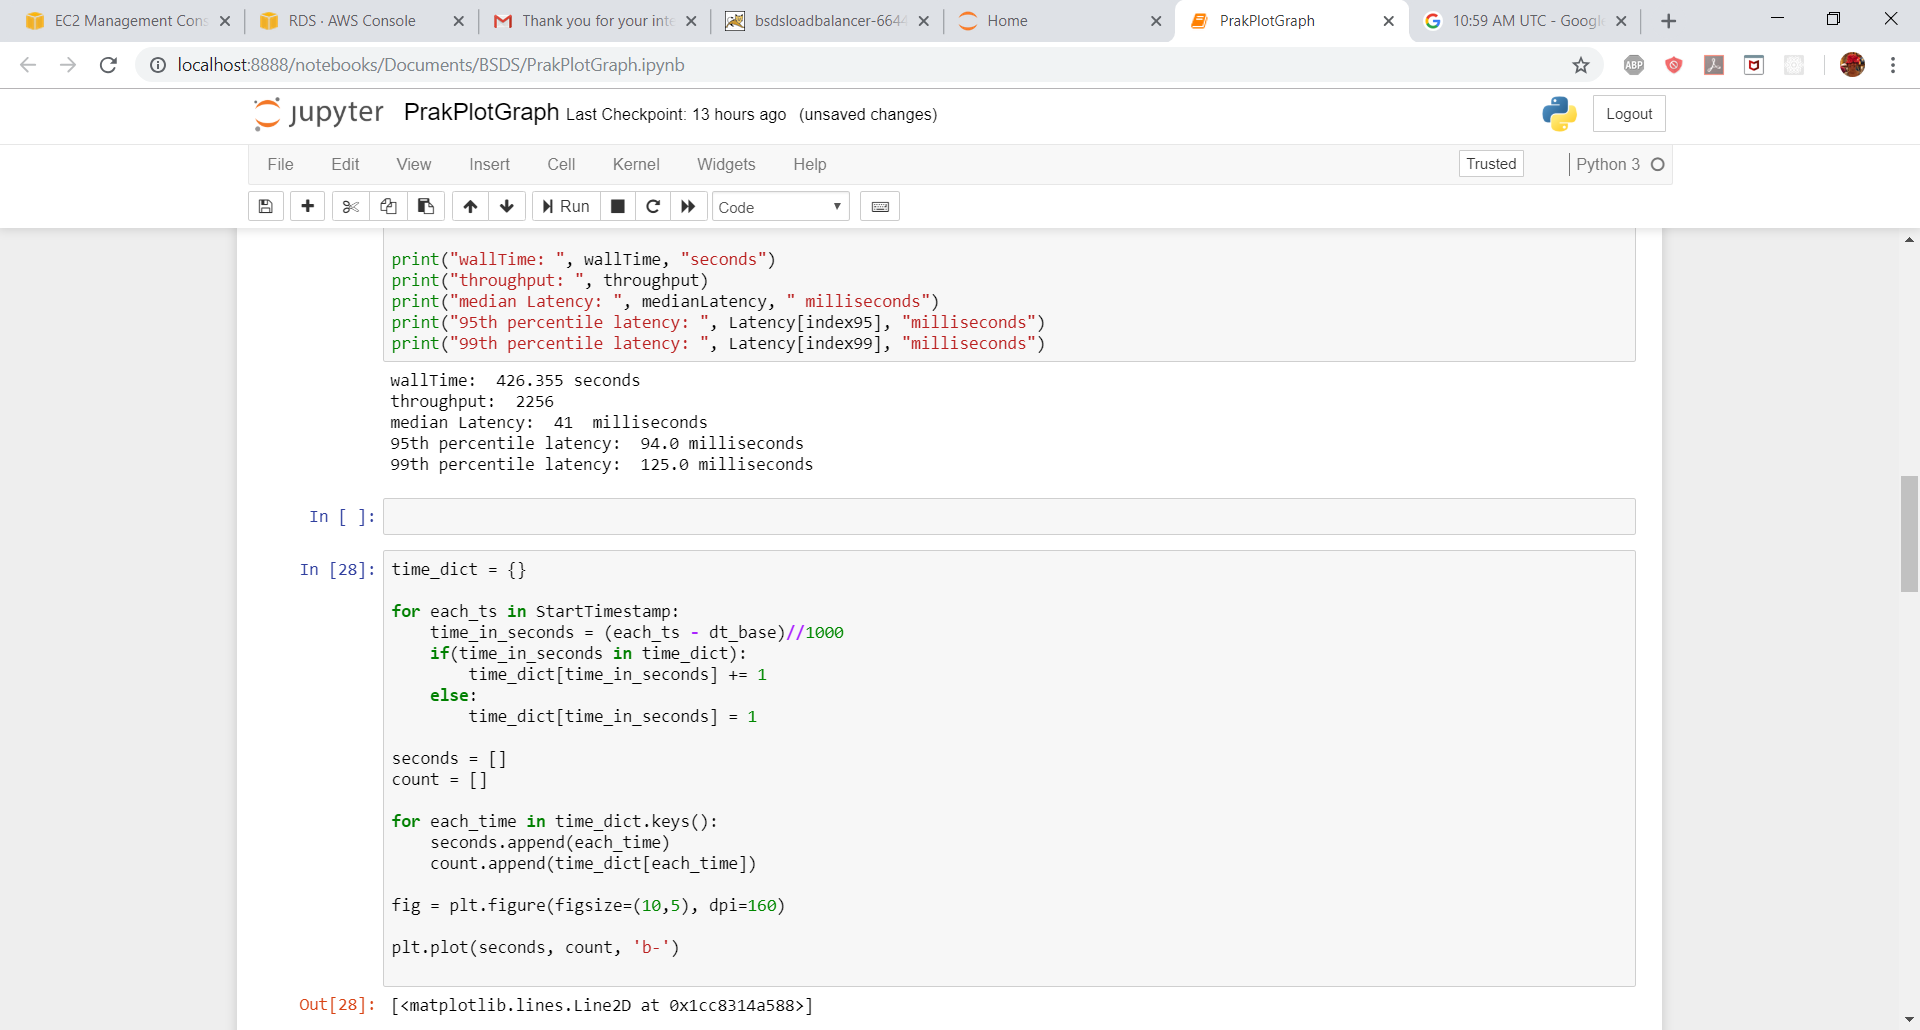 EC2 Management Cons
RDS · AWS Console
Thank you for your inte
bsdsloadbalancer-6644
Home
PrakPlotGraph
10:59 AM UTC - Google
localhost:8888/notebooks/Documents/BSDS/PrakPlotGraph.ipynb
ABP
jupyter PrakPlotGraph Last Checkpoint: 13 hours ago (unsaved changes)
Logout
File Edit View Insert Cell Kernel Widgets Help
Trusted
Python 3
Run
Code
print("wallTime: ", wallTime, "seconds")
print("throughput: ", throughput)
print("median Latency: ", medianLatency, " milliseconds")
print("95th percentile latency: ", Latency[index95], "milliseconds")
print("99th percentile latency: ", Latency[index99], "milliseconds")
wallTime:  426.355 seconds
throughput:  2256
median Latency:  41  milliseconds
95th percentile latency:  94.0 milliseconds
99th percentile latency:  125.0 milliseconds
In [ ]:
In [28]:
time_dict = {}
for each_ts in StartTimestamp:
    time_in_seconds = (each_ts - dt_base)//1000
    if(time_in_seconds in time_dict):
        time_dict[time_in_seconds] += 1
    else:
        time_dict[time_in_seconds] = 1
seconds = []
count = []
for each_time in time_dict.keys():
    seconds.append(each_time)
    count.append(time_dict[each_time])
fig = plt.figure(figsize=(10,5), dpi=160)
plt.plot(seconds, count, 'b-')
Out[28]: [<matplotlib.lines.Line2D at 0x1cc8314a588>]